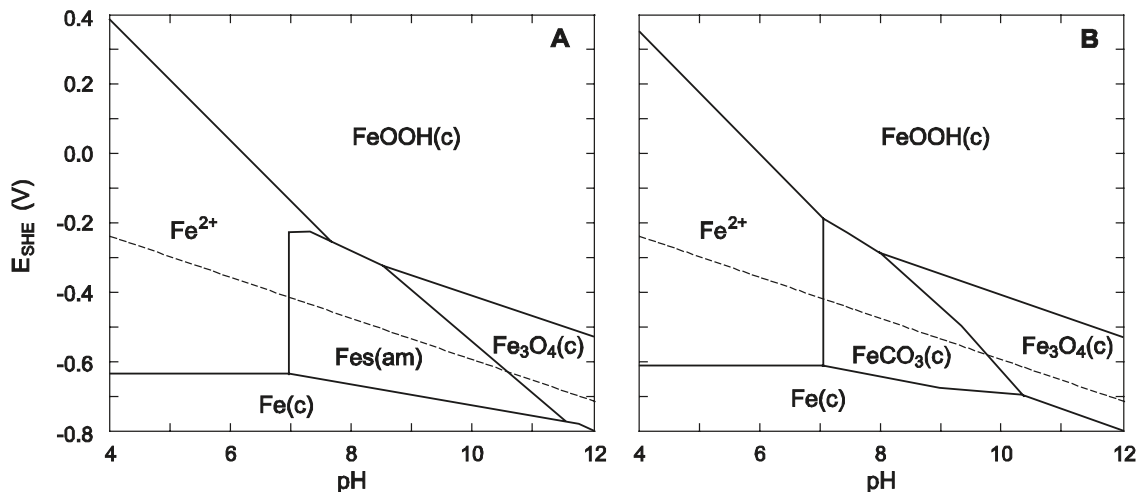 A
B
0.4
0.2
0.0
-0.2
-0.4
-0.6
-0.8
E_SHE (V)
FeOOH(c)
Fe²⁺
Fes(am)
Fe₃O₄(c)
Fe(c)
4 6 8 10 12
pH
FeOOH(c)
Fe²⁺
FeCO₃(c)
Fe₃O₄(c)
Fe(c)
4 6 8 10 12
pH